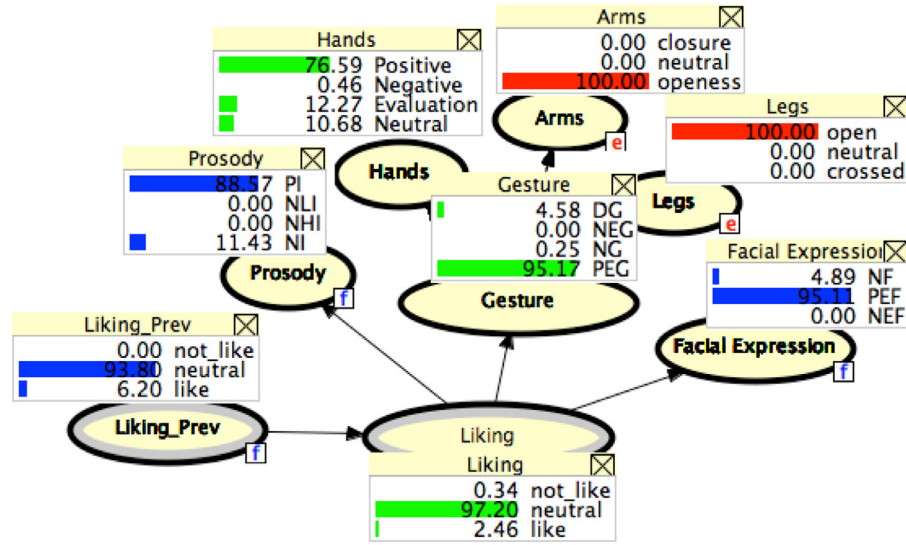 Arms
0.00 closure
0.00 neutral
100.00 openess
Hands
76.59 Positive
0.46 Negative
12.27 Evaluation
10.68 Neutral
Legs
100.00 open
0.00 neutral
0.00 crossed
Arms
e
Prosody
88.57 PI
0.00 NLI
0.00 NHI
11.43 NI
Hands
Gesture
4.58 DG
0.00 NEG
0.25 NG
95.17 PEG
Legs
e
Facial Expression
4.89 NF
95.11 PEF
0.00 NEF
Prosody
f
Gesture
Liking_Prev
0.00 not_like
93.80 neutral
6.20 like
Facial Expression
f
Liking_Prev
f
Liking
Liking
0.34 not_like
97.20 neutral
2.46 like